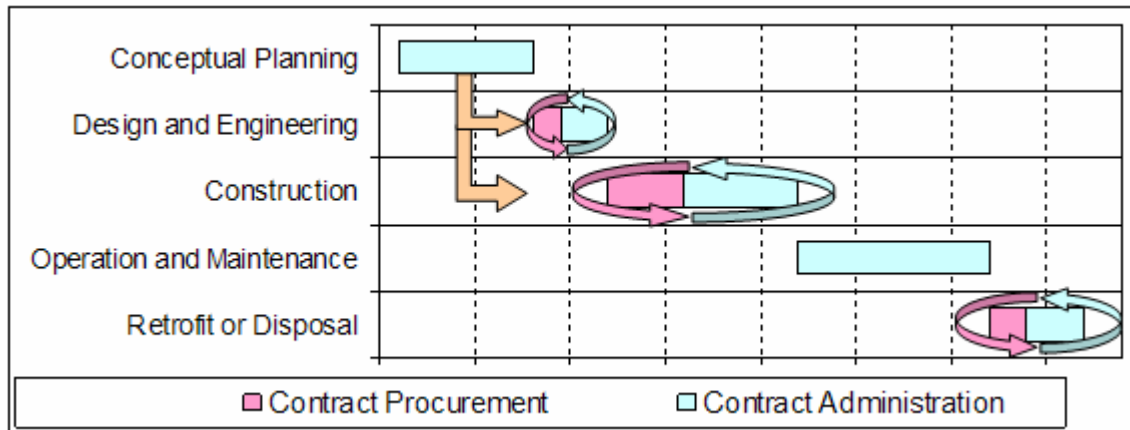 Conceptual Planning
Design and Engineering
Construction
Operation and Maintenance
Retrofit or Disposal
Contract Procurement
Contract Administration